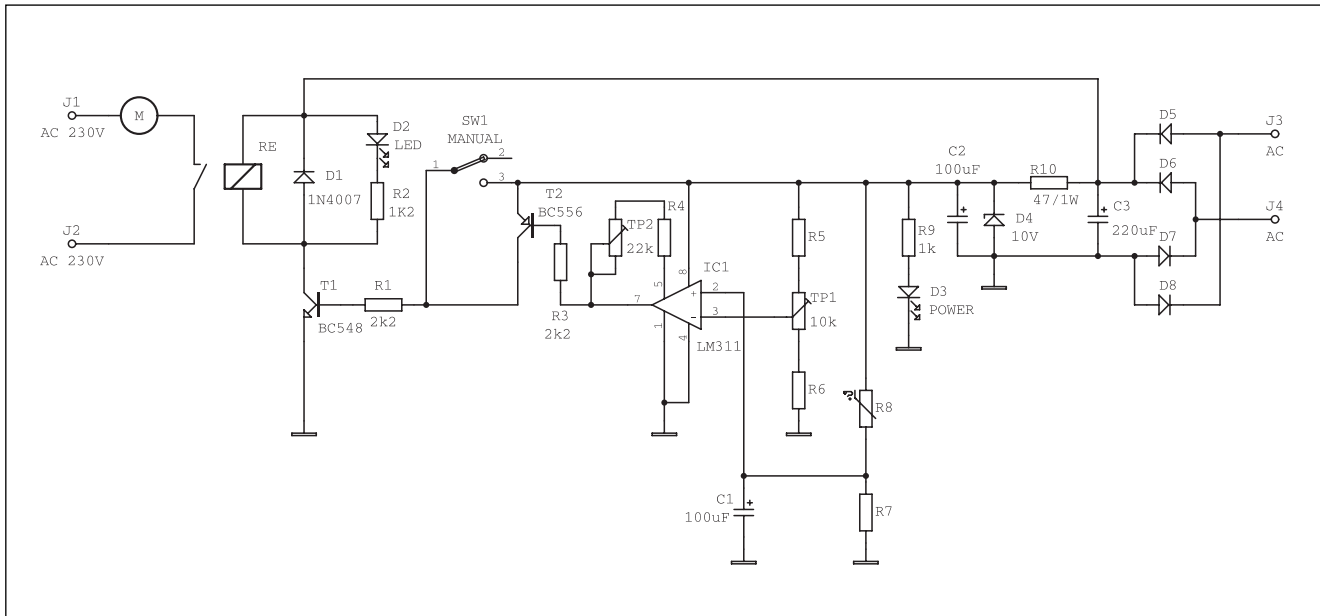 J1
AC 230V
M
J2
AC 230V
RE
D1
1N4007
D2
LED
R2
1K2
T1
BC548
R1
2k2
SW1
MANUAL
1
2
3
T2
BC556
R3
2k2
TP2
22k
R4
IC1
LM311
7
5
8
1
4
2
3
+
-
R5
TP1
10k
R6
C1
100uF
+
R8
R7
R9
1k
D3
POWER
C2
100uF
+
D4
10V
R10
47/1W
C3
220uF
+
D5
D6
D7
D8
J3
AC
J4
AC